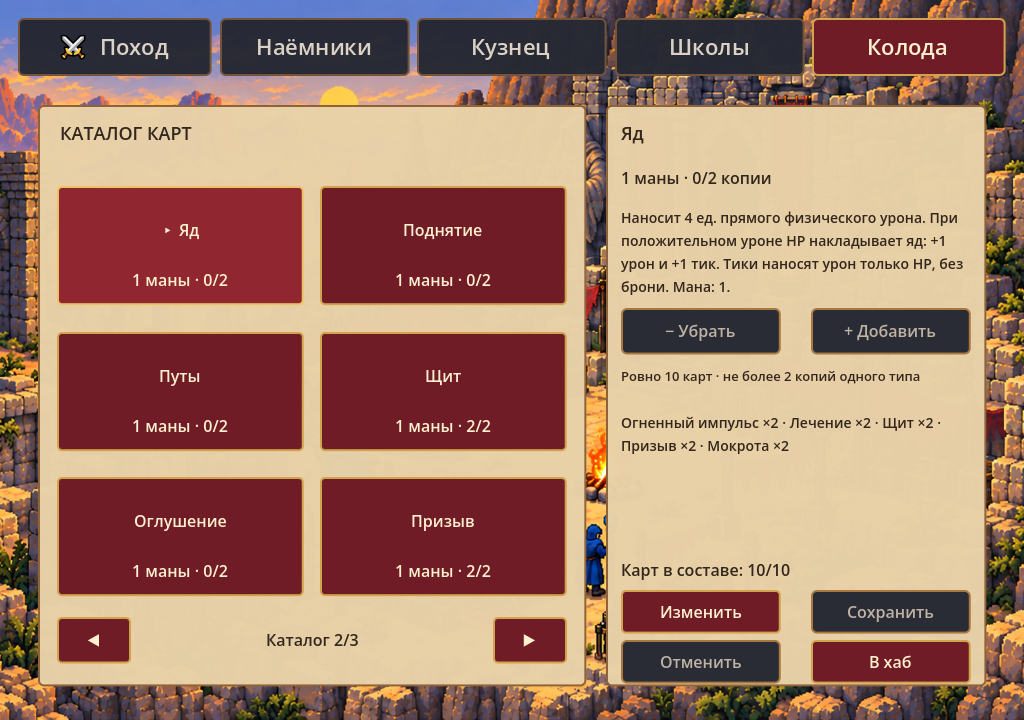 Поход
Наёмники
Кузнец
Школы
Колода
КАТАЛОГ КАРТ
‣ Яд
1 маны · 0/2
Поднятие
1 маны · 0/2
Путы
1 маны · 0/2
Щит
1 маны · 2/2
Оглушение
1 маны · 0/2
Призыв
1 маны · 2/2
◀
Каталог 2/3
▶
Яд
1 маны · 0/2 копии
Наносит 4 ед. прямого физического урона. При
положительном уроне HP накладывает яд: +1
урон и +1 тик. Тики наносят урон только HP, без
брони. Мана: 1.
− Убрать
+ Добавить
Ровно 10 карт · не более 2 копий одного типа
Огненный импульс ×2 · Лечение ×2 · Щит ×2 ·
Призыв ×2 · Мокрота ×2
Карт в составе: 10/10
Изменить
Сохранить
Отменить
В хаб